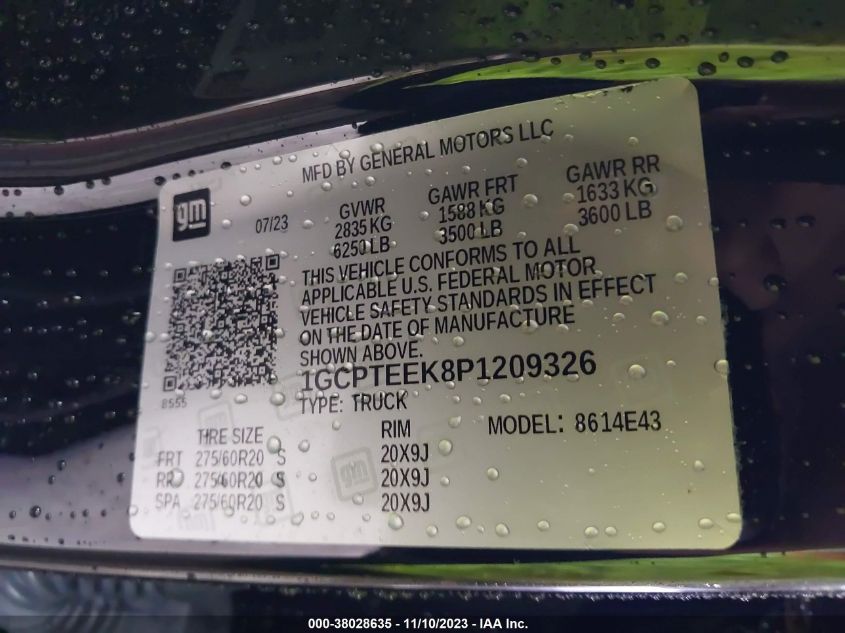 MFD BY GENERAL MOTORS LLC
gm
07/23
GVWR
2835 KG
6250 LB
GAWR FRT
1588 KG
3500 LB
GAWR RR
1633 KG
3600 LB
THIS VEHICLE CONFORMS TO ALL
APPLICABLE U.S. FEDERAL MOTOR
VEHICLE SAFETY STANDARDS IN EFFECT
ON THE DATE OF MANUFACTURE
SHOWN ABOVE.
1GCPTEEK8P1209326
8555
TYPE: TRUCK
MODEL: 8614E43
TIRE SIZE RIM
FRT 275/60R20 S 20X9J
RR 275/60R20 S 20X9J
SPA 275/60R20 S 20X9J
gm
000-38028635 - 11/10/2023 - IAA Inc.